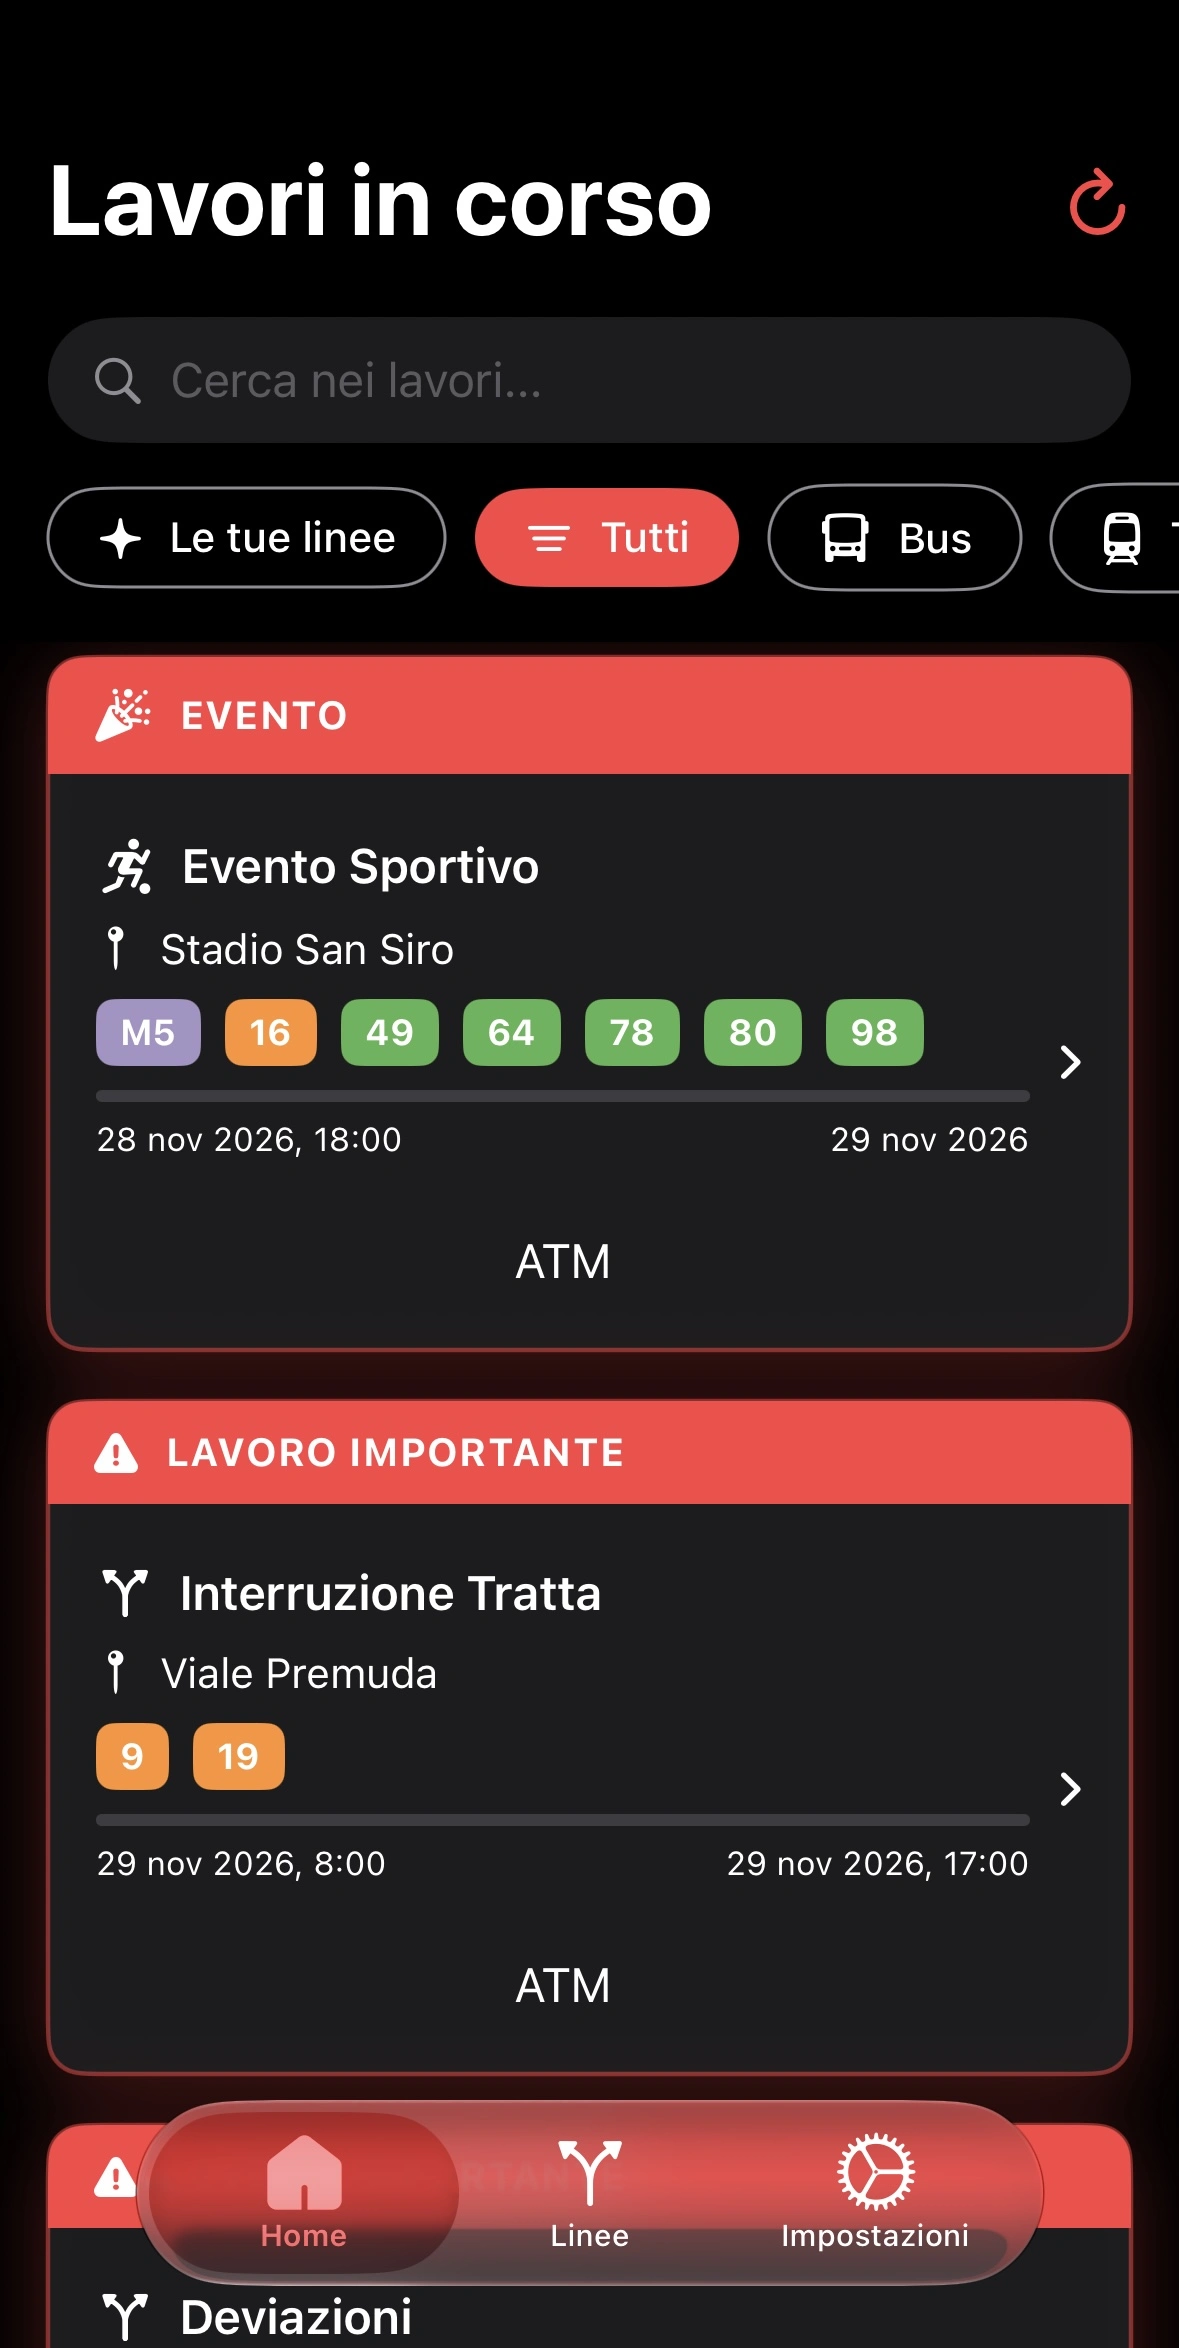 Lavori in corso
Cerca nei lavori...
Le tue linee Tutti Bus
EVENTO
Evento Sportivo
Stadio San Siro
M5 16 49 64 78 80 98
28 nov 2026, 18:00 29 nov 2026
ATM
LAVORO IMPORTANTE
Interruzione Tratta
Viale Premuda
9 19
29 nov 2026, 8:00 29 nov 2026, 17:00
ATM
Home Linee Impostazioni
Deviazioni